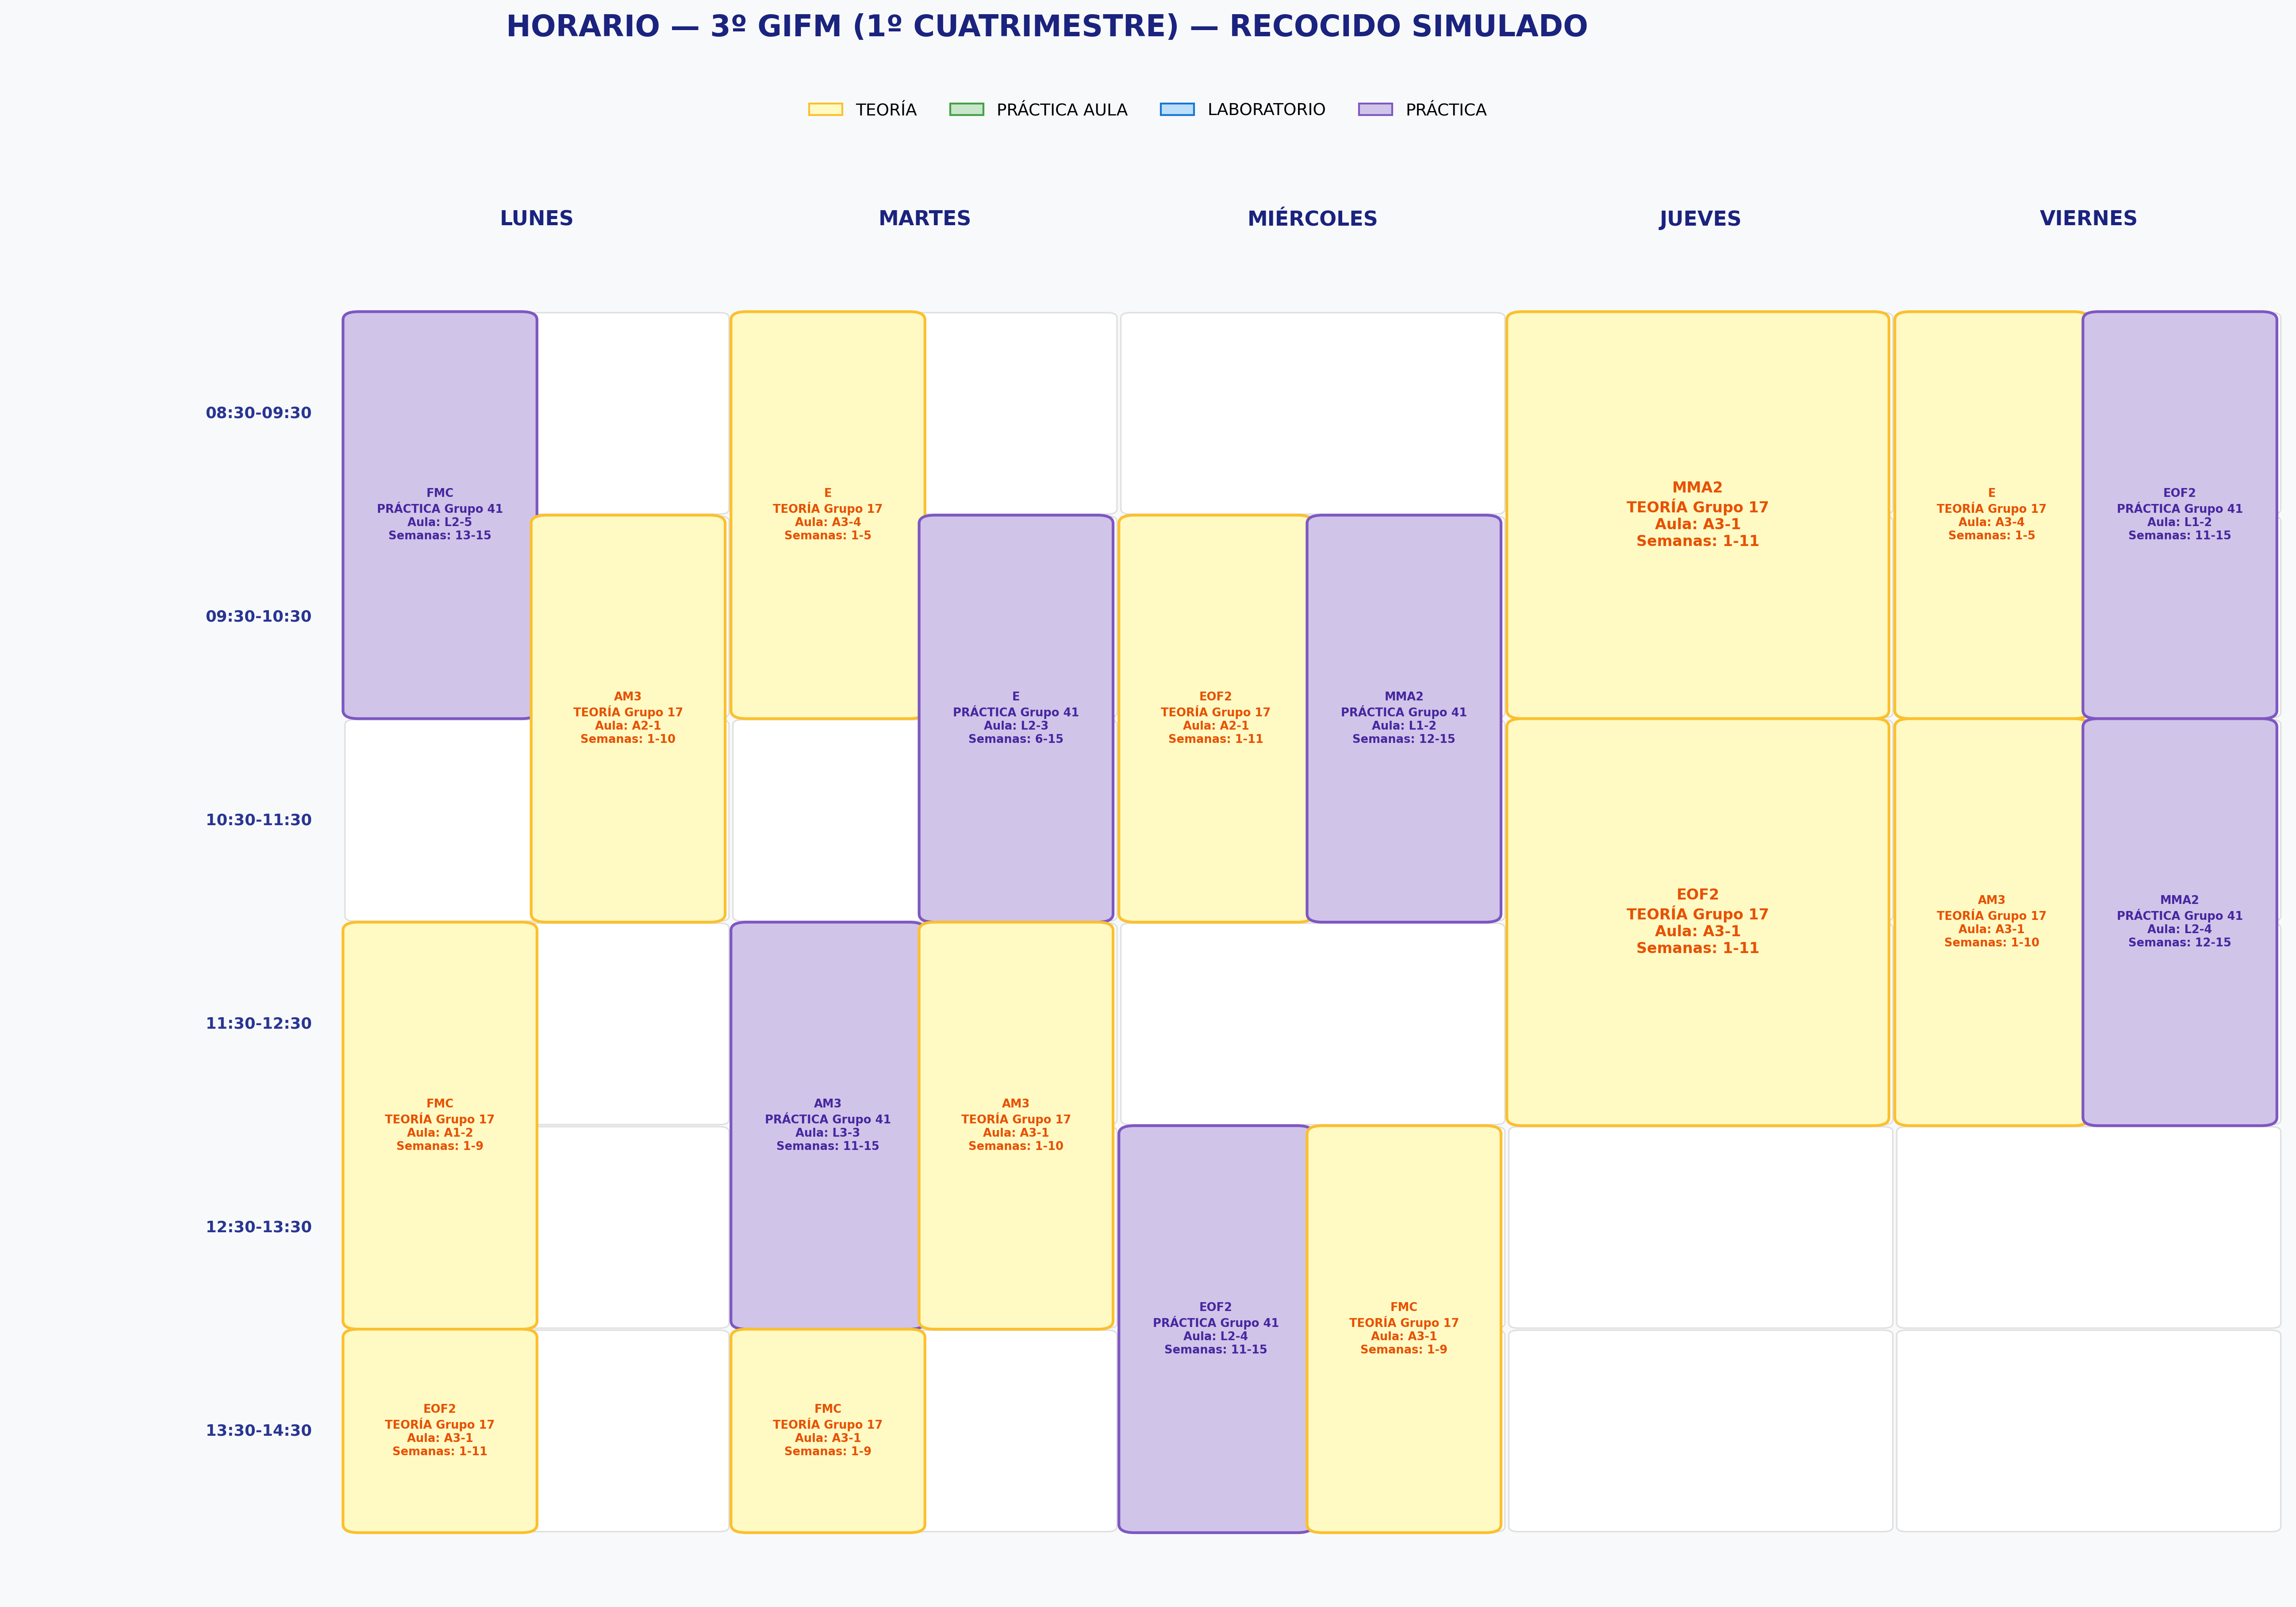 HORARIO — 3º GIFM (1º CUATRIMESTRE) — RECOCIDO SIMULADO
TEORÍA
PRÁCTICA AULA
LABORATORIO
PRÁCTICA
LUNES
MARTES
MIÉRCOLES
JUEVES
VIERNES
08:30-09:30
09:30-10:30
10:30-11:30
11:30-12:30
12:30-13:30
13:30-14:30
FMC
PRÁCTICA Grupo 41
Aula: L2-5
Semanas: 13-15
AM3
TEORÍA Grupo 17
Aula: A2-1
Semanas: 1-10
FMC
TEORÍA Grupo 17
Aula: A1-2
Semanas: 1-9
EOF2
TEORÍA Grupo 17
Aula: A3-1
Semanas: 1-11
E
TEORÍA Grupo 17
Aula: A3-4
Semanas: 1-5
E
PRÁCTICA Grupo 41
Aula: L2-3
Semanas: 6-15
AM3
PRÁCTICA Grupo 41
Aula: L3-3
Semanas: 11-15
AM3
TEORÍA Grupo 17
Aula: A3-1
Semanas: 1-10
FMC
TEORÍA Grupo 17
Aula: A3-1
Semanas: 1-9
EOF2
TEORÍA Grupo 17
Aula: A2-1
Semanas: 1-11
MMA2
PRÁCTICA Grupo 41
Aula: L1-2
Semanas: 12-15
EOF2
PRÁCTICA Grupo 41
Aula: L2-4
Semanas: 11-15
FMC
TEORÍA Grupo 17
Aula: A3-1
Semanas: 1-9
MMA2
TEORÍA Grupo 17
Aula: A3-1
Semanas: 1-11
EOF2
TEORÍA Grupo 17
Aula: A3-1
Semanas: 1-11
E
TEORÍA Grupo 17
Aula: A3-4
Semanas: 1-5
EOF2
PRÁCTICA Grupo 41
Aula: L1-2
Semanas: 11-15
AM3
TEORÍA Grupo 17
Aula: A3-1
Semanas: 1-10
MMA2
PRÁCTICA Grupo 41
Aula: L2-4
Semanas: 12-15